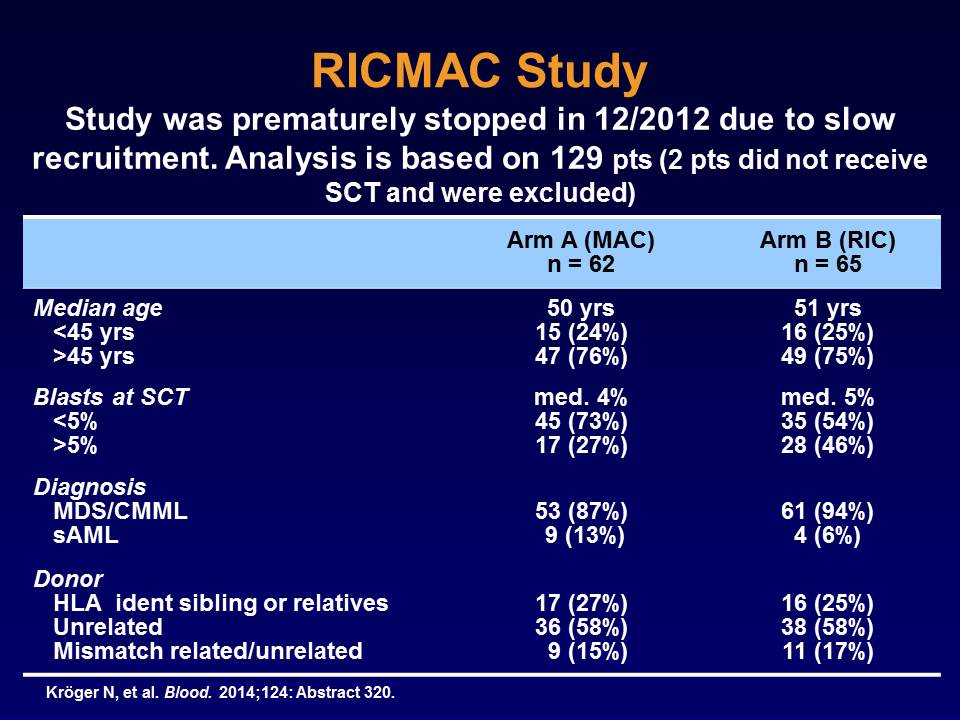 RICMAC Study
Study was prematurely stopped in 12/2012 due to slow
recruitment. Analysis is based on 129 pts (2 pts did not receive
SCT and were excluded)
Arm A (MAC) Arm B (RIC)
n = 62 n = 65
Median age 50 yrs 51 yrs
<45 yrs 15 (24%) 16 (25%)
>45 yrs 47 (76%) 49 (75%)
Blasts at SCT med. 4% med. 5%
<5% 45 (73%) 35 (54%)
>5% 17 (27%) 28 (46%)
Diagnosis
MDS/CMML 53 (87%) 61 (94%)
sAML 9 (13%) 4 (6%)
Donor
HLA ident sibling or relatives 17 (27%) 16 (25%)
Unrelated 36 (58%) 38 (58%)
Mismatch related/unrelated 9 (15%) 11 (17%)
Kröger N, et al. Blood. 2014;124: Abstract 320.